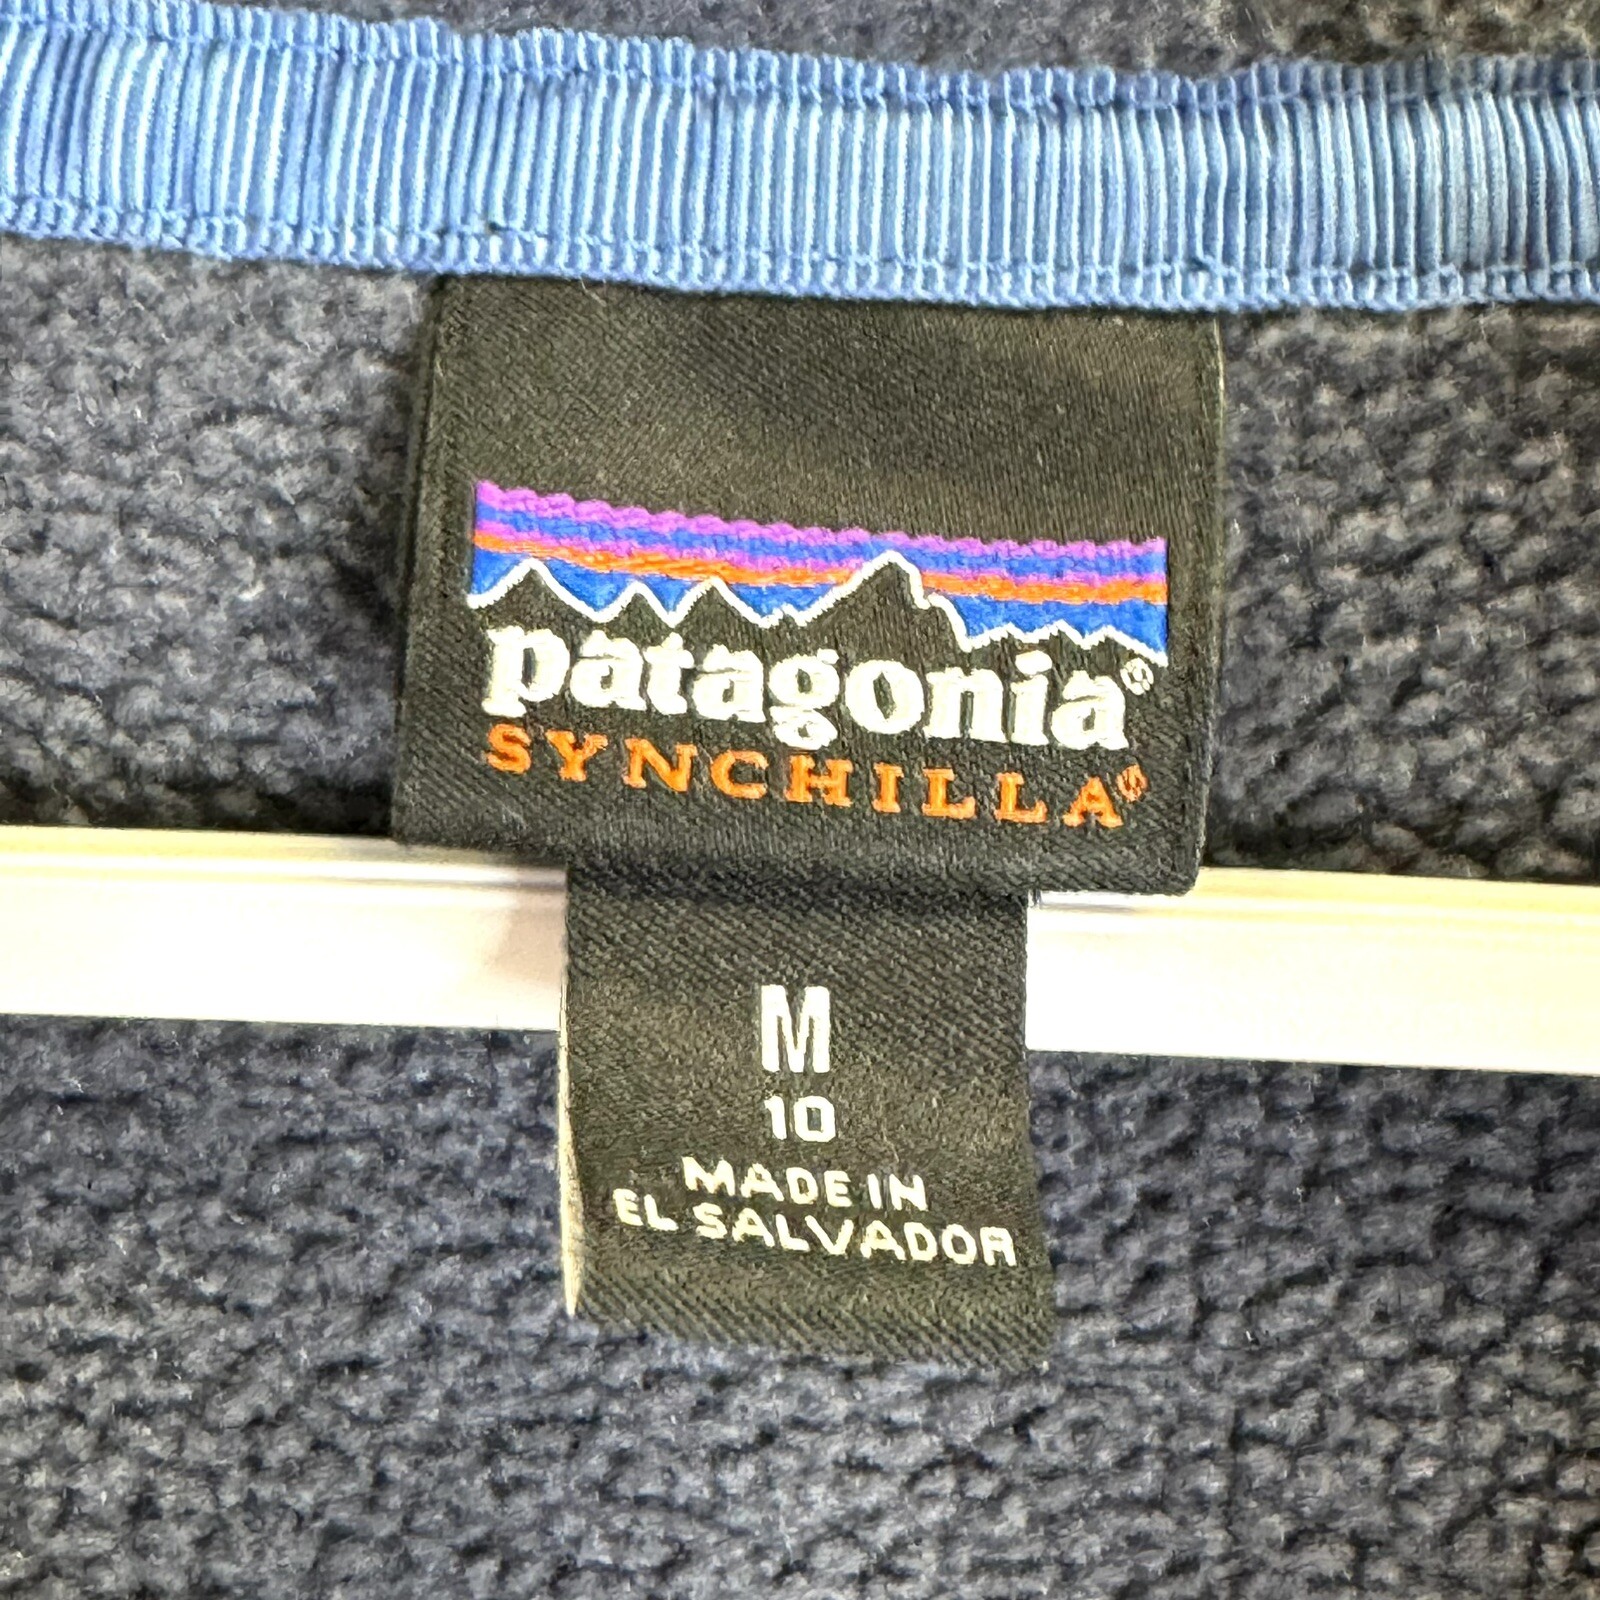 patagonia®
SYNCHILLA®
M
10
MADE IN
EL SALVADOR